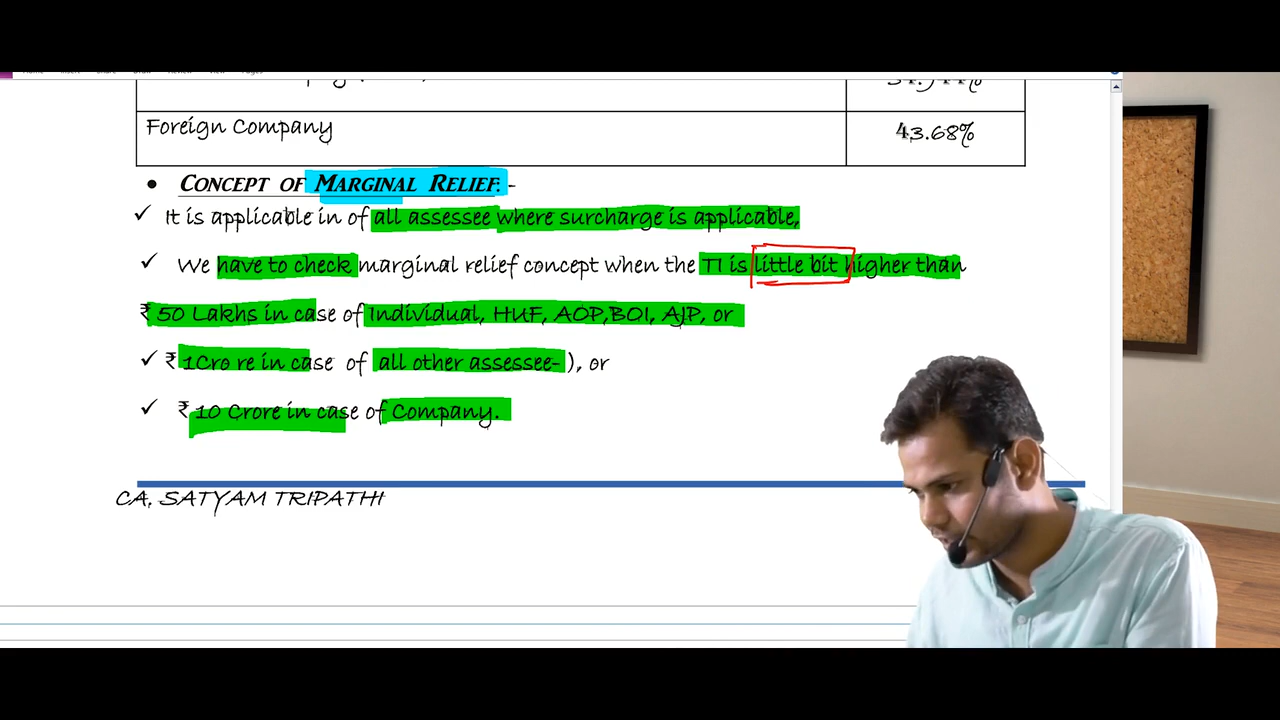 Foreign Company
43.68%
• CONCEPT OF MARGINAL RELIEF: -
✓ It is applicable in of all assessee where surcharge is applicable,
✓ We have to check marginal relief concept when the TI is little bit higher than
₹ 50 Lakhs in case of Individual, HUF, AOP,BOI, AJP, or
✓ ₹ 1Cro re in case of all other assessee- ), or
✓ ₹ 10 Crore in case of Company.
CA. SATYAM TRIPATHI